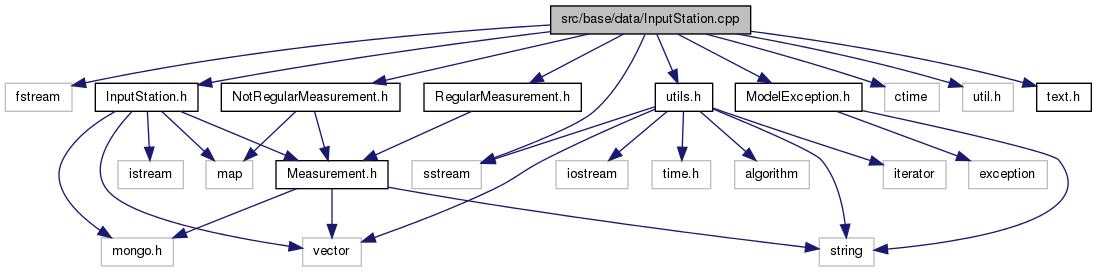 src/base/data/InputStation.cpp
fstream
InputStation.h
NotRegularMeasurement.h
RegularMeasurement.h
utils.h
ModelException.h
ctime
util.h
text.h
istream
map
Measurement.h
sstream
iostream
time.h
algorithm
iterator
exception
mongo.h
vector
string